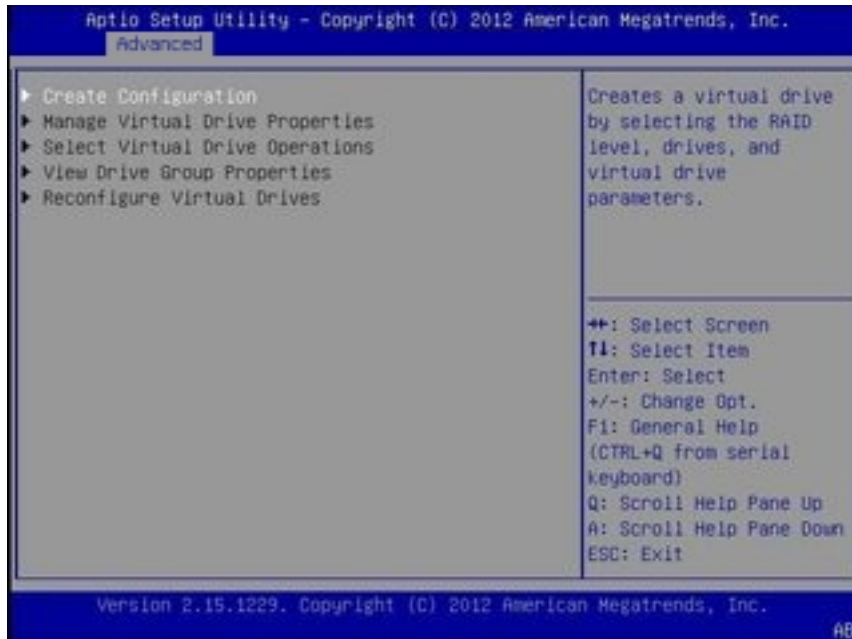 Aptio Setup Utility – Copyright (C) 2012 American Megatrends, Inc.
Advanced
Create Configuration
Manage Virtual Drive Properties
Select Virtual Drive Operations
View Drive Group Properties
Reconfigure Virtual Drives
Creates a virtual drive
by selecting the RAID
level, drives, and
virtual drive
parameters.
→←: Select Screen
↑↓: Select Item
Enter: Select
+/-: Change Opt.
F1: General Help
(CTRL+Q from serial
keyboard)
Q: Scroll Help Pane Up
A: Scroll Help Pane Down
ESC: Exit
Version 2.15.1229. Copyright (C) 2012 American Megatrends, Inc.
AB